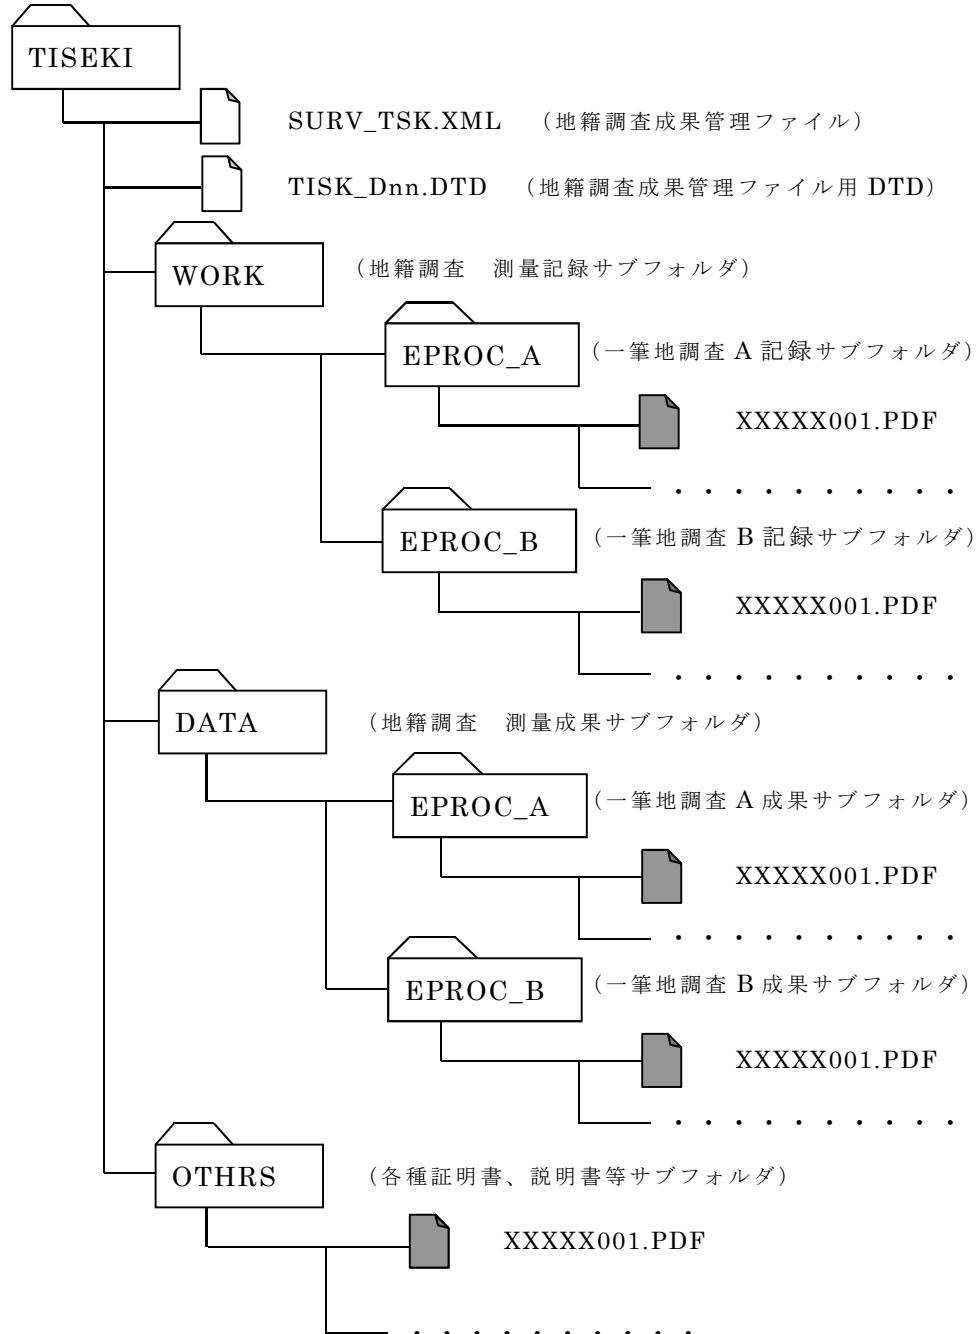 TISEKI
SURV_TSK.XML （地籍調査成果管理ファイル）
TISK_Dnn.DTD （地籍調査成果管理ファイル用 DTD）
WORK （地籍調査　測量記録サブフォルダ）
EPROC_A （一筆地調査 A 記録サブフォルダ）
XXXXX001.PDF
・・・・・・・・・・
EPROC_B （一筆地調査 B 記録サブフォルダ）
XXXXX001.PDF
・・・・・・・・・・
DATA （地籍調査　測量成果サブフォルダ）
EPROC_A （一筆地調査 A 成果サブフォルダ）
XXXXX001.PDF
・・・・・・・・・・
EPROC_B （一筆地調査 B 成果サブフォルダ）
XXXXX001.PDF
・・・・・・・・・・
OTHRS （各種証明書、説明書等サブフォルダ）
XXXXX001.PDF
・・・・・・・・・・